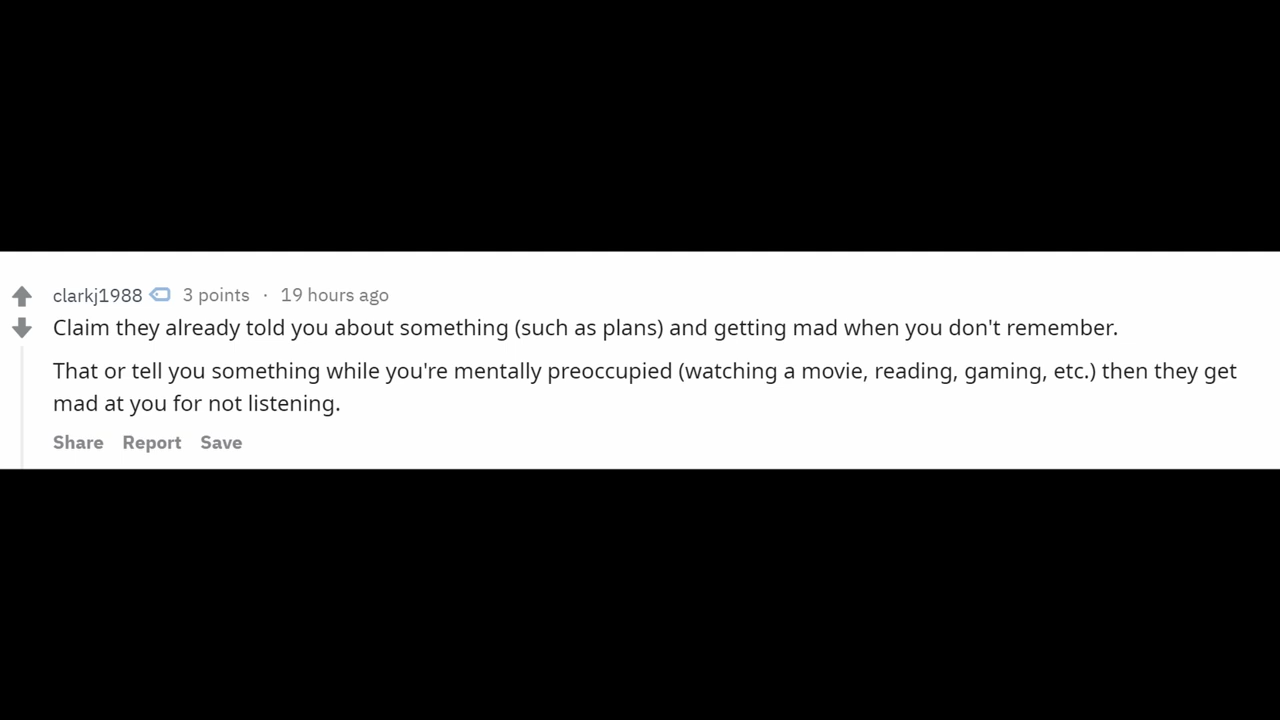 clarkj1988 3 points · 19 hours ago
Claim they already told you about something (such as plans) and getting mad when you don't remember.
That or tell you something while you're mentally preoccupied (watching a movie, reading, gaming, etc.) then they get
mad at you for not listening.
Share Report Save